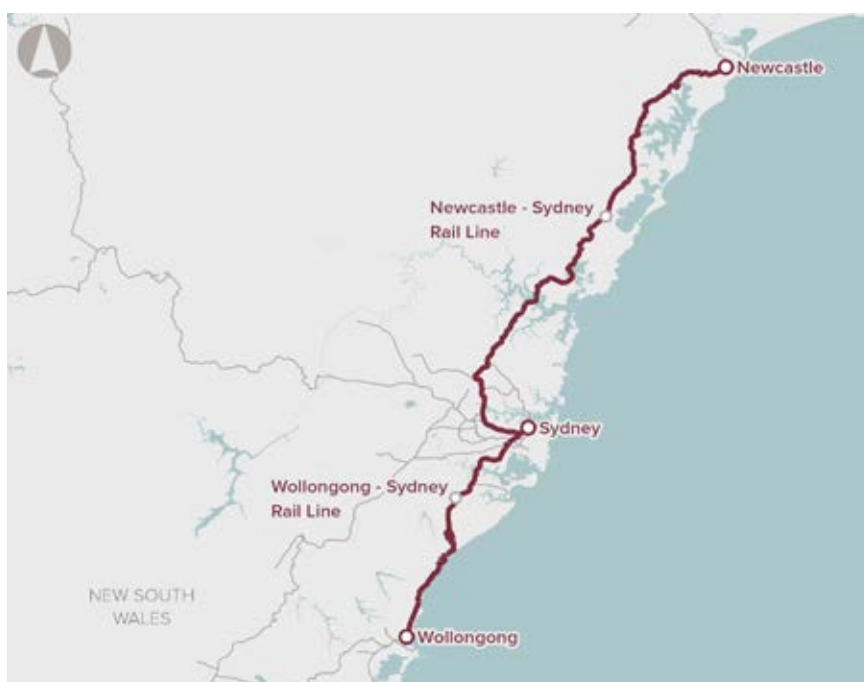 Newcastle
Newcastle - Sydney
Rail Line
Sydney
Wollongong - Sydney
Rail Line
NEW SOUTH
WALES
Wollongong